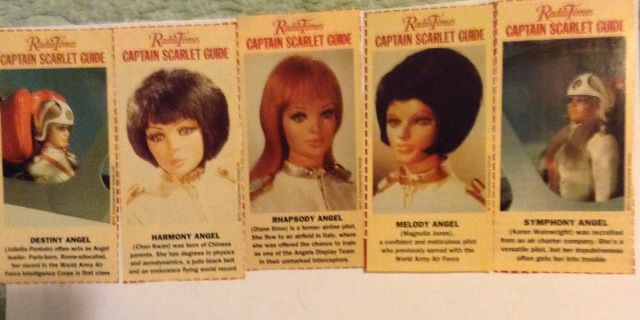 Radio Times
CAPTAIN SCARLET GUIDE
DESTINY ANGEL
(Juliette Pontoin) often acts as Angel
leader. Paris-born, Rome-educated,
her record in the World Army Air
Force Intelligence Corps is first class
Radio Times
CAPTAIN SCARLET GUIDE
HARMONY ANGEL
(Chan Kwan) was born of Chinese
parents. She has degrees in physics
and aerodynamics, a judo black belt
and an endurance flying world record
Radio Times
CAPTAIN SCARLET GUIDE
RHAPSODY ANGEL
(Diane Sims) is a former airline pilot.
She flew to an airfield in Italy, where
she was offered the chance to train
as one of the Angels Display Team
in their unmarked interceptors.
Radio Times
CAPTAIN SCARLET GUIDE
MELODY ANGEL
(Magnolia Jones),
a confident and meticulous pilot
who previously served with the
World Army Air Force
Radio Times
CAPTAIN SCARLET GUIDE
SYMPHONY ANGEL
(Karen Wainwright) was recruited
from an air charter company. She's a
versatile pilot, but her impulsiveness
often gets her into trouble